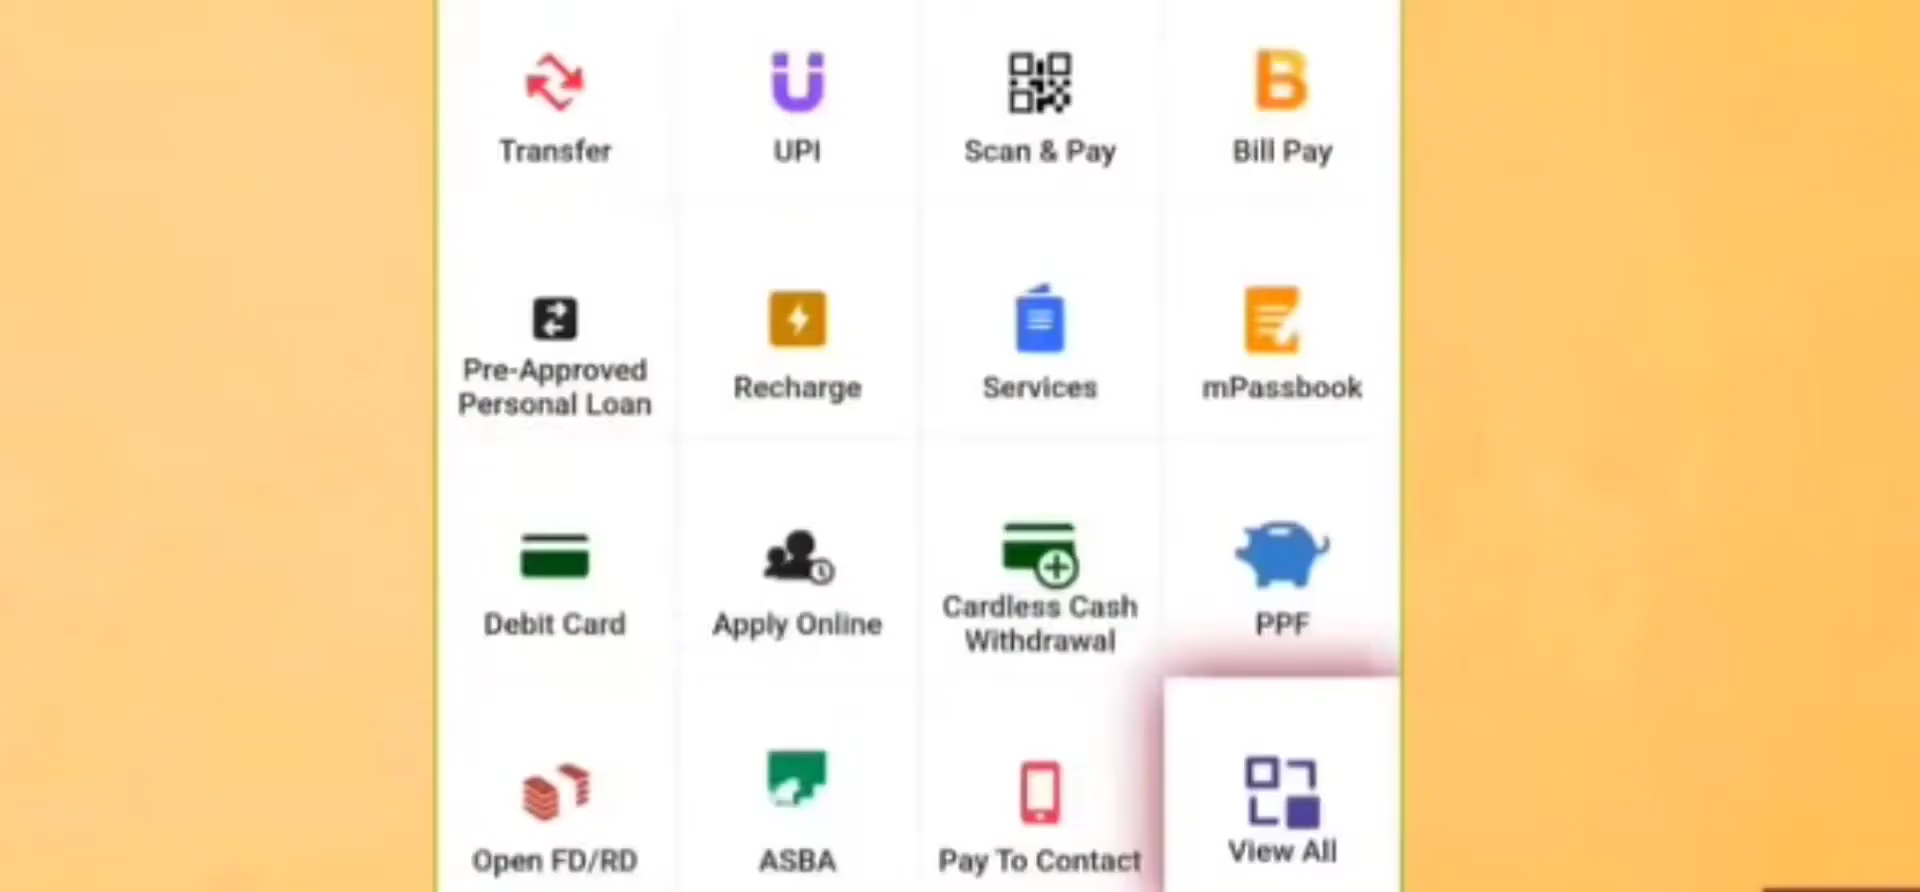 Transfer
UPI
Scan & Pay
Bill Pay
Pre-Approved
Personal Loan
Recharge
Services
mPassbook
Debit Card
Apply Online
Cardless Cash
Withdrawal
PPF
Open FD/RD
ASBA
Pay To Contact
View All